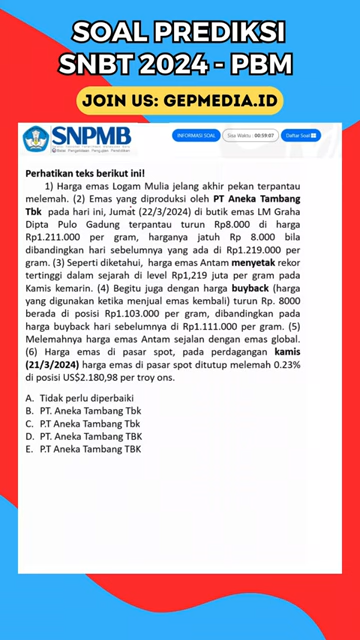 SOAL PREDIKSI
SNBT 2024 - PBM
JOIN US: GEPMEDIA.ID
SNPMB
Balai Pengelolaan Pengujian Pendidikan
INFORMASI SOAL
Sisa Waktu : 00:59:07
Daftar Soal
Perhatikan teks berikut ini!
1) Harga emas Logam Mulia jelang akhir pekan terpantau
melemah. (2) Emas yang diproduksi oleh PT Aneka Tambang
Tbk pada hari ini, Jumat (22/3/2024) di butik emas LM Graha
Dipta Pulo Gadung terpantau turun Rp8.000 di harga
Rp1.211.000 per gram, harganya jatuh Rp 8.000 bila
dibandingkan hari sebelumnya yang ada di Rp1.219.000 per
gram. (3) Seperti diketahui, harga emas Antam menyetak rekor
tertinggi dalam sejarah di level Rp1,219 juta per gram pada
Kamis kemarin. (4) Begitu juga dengan harga buyback (harga
yang digunakan ketika menjual emas kembali) turun Rp. 8000
berada di posisi Rp1.103.000 per gram, dibandingkan pada
harga buyback hari sebelumnya di Rp1.111.000 per gram. (5)
Melemahnya harga emas Antam sejalan dengan emas global.
(6) Harga emas di pasar spot, pada perdagangan kamis
(21/3/2024) harga emas di pasar spot ditutup melemah 0.23%
di posisi US$2.180,98 per troy ons.
A. Tidak perlu diperbaiki
B. PT. Aneka Tambang Tbk
C. P.T Aneka Tambang Tbk
D. PT. Aneka Tambang TBK
E. P.T Aneka Tambang TBK